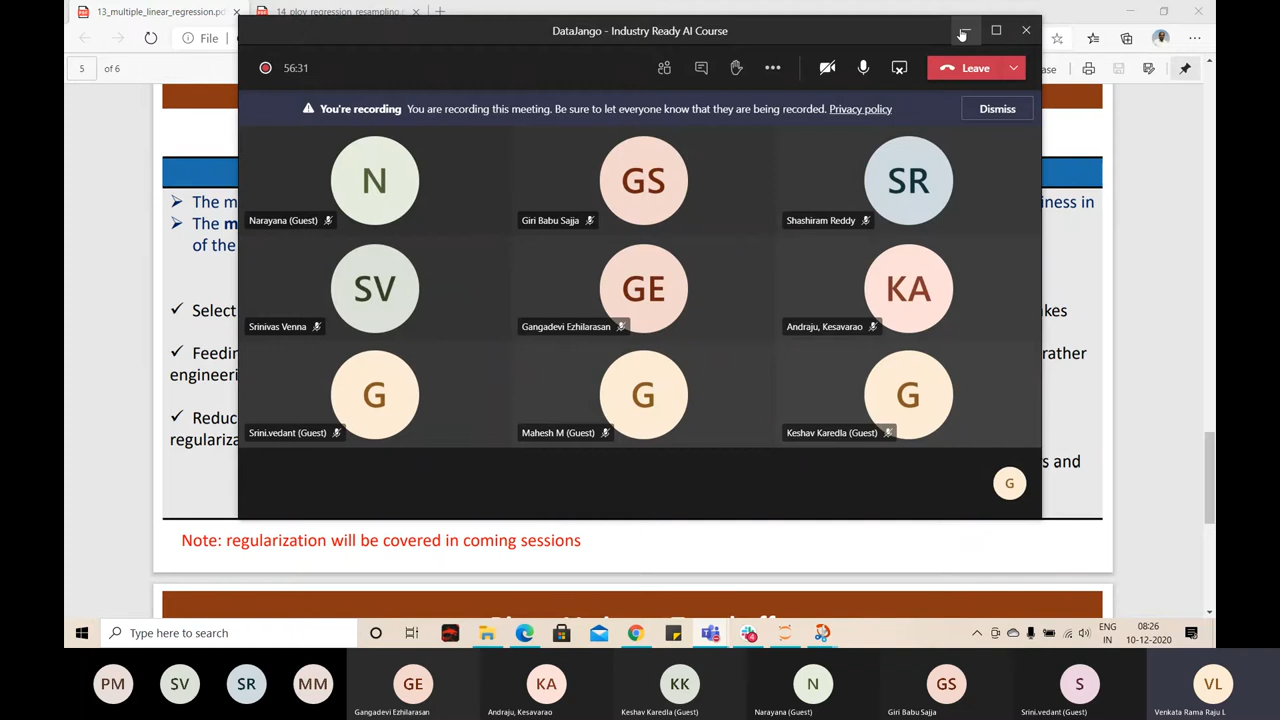 13_multiple_linear_regression.pd
14_ploy_regression_resampling.
DataJango - Industry Ready AI Course
File
ase
5 of 6
56:31
Leave
You're recording You are recording this meeting. Be sure to let everyone know that they are being recorded. Privacy policy
Dismiss
N
GS
SR
Narayana (Guest)
Giri Babu Sajja
Shashiram Reddy
The m
iness in
The m
of the
SV
GE
KA
Select
akes
Srinivas Venna
Gangadevi Ezhilarasan
Andraju, Kesavarao
Feedin
rather
engineeri
G
G
G
Reduc
regulariza
Srini.vedant (Guest)
Mahesh M (Guest)
Keshav Karedla (Guest)
s and
G
Note: regularization will be covered in coming sessions
Type here to search
ENG
IN
08:26
10-12-2020
PM
SV
SR
MM
GE
KA
KK
N
GS
S
VL
Gangadevi Ezhilarasan
Andraju, Kesavarao
Keshav Karedla (Guest)
Narayana (Guest)
Giri Babu Sajja
Srini.vedant (Guest)
Venkata Rama Raju L